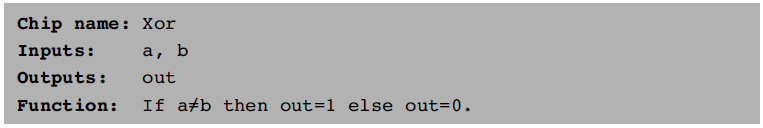 Chip name: Xor
Inputs: a, b
Outputs: out
Function: If a≠b then out=1 else out=0.